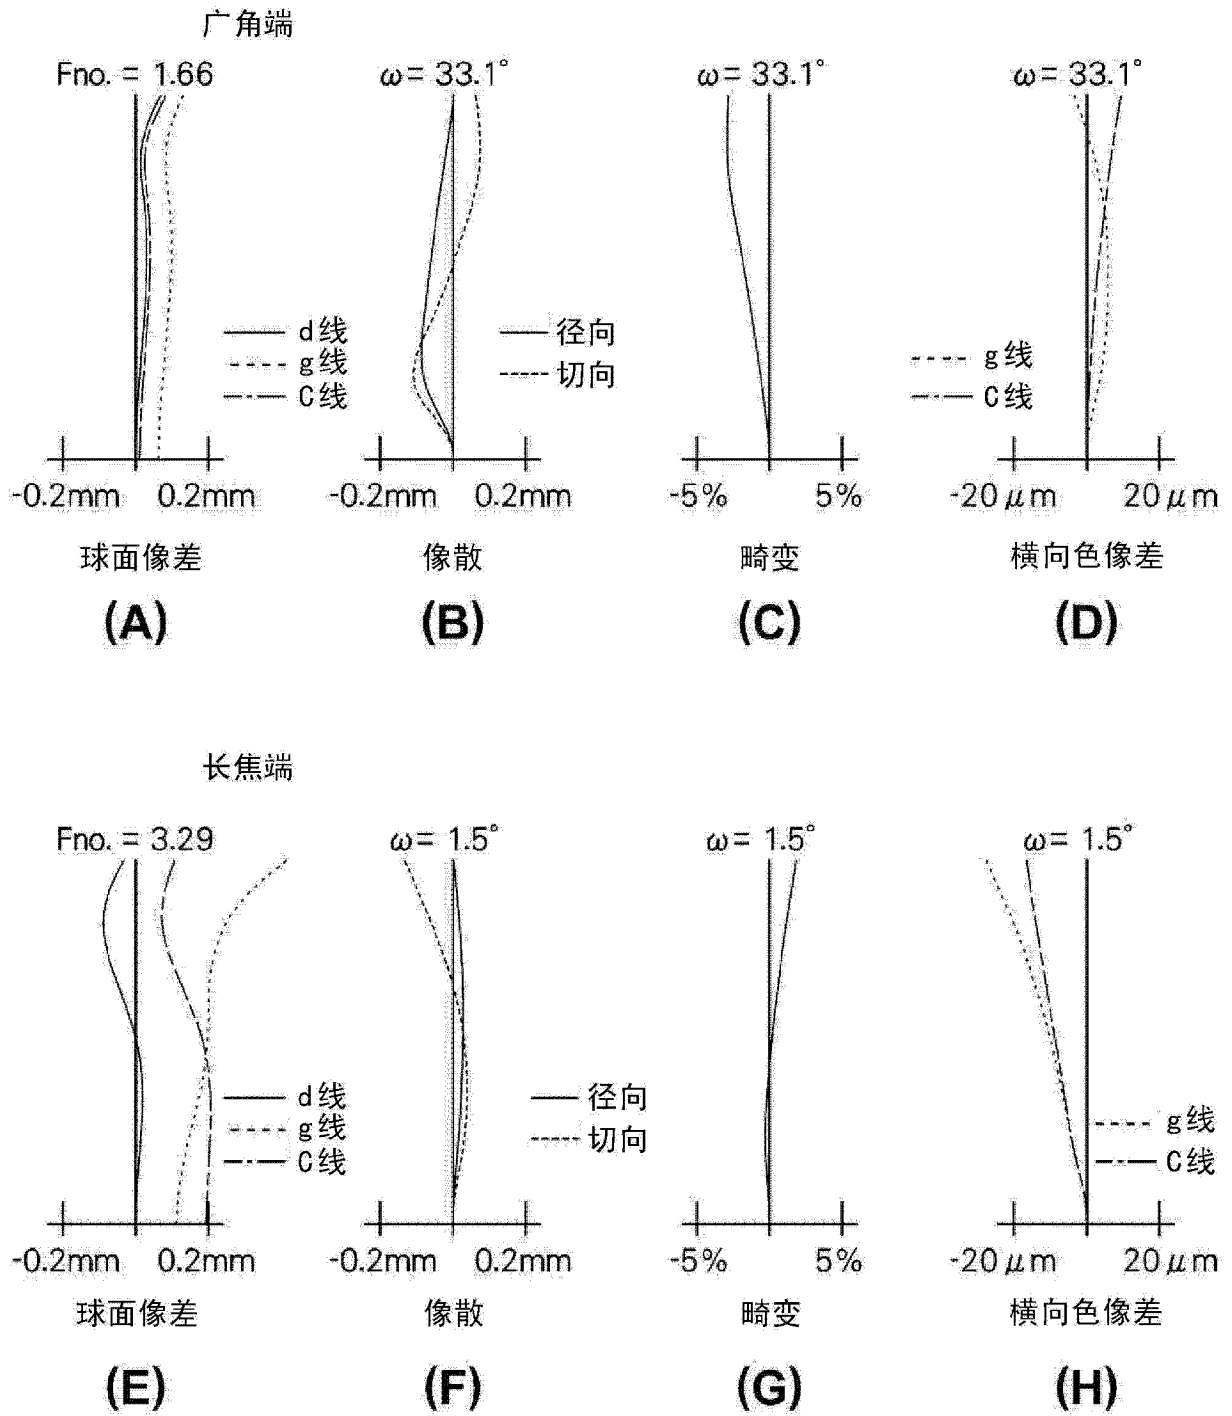 广角端
Fno. = 1.66
ω= 33.1°
ω= 33.1°
ω= 33.1°
d线
g线
C线
径向
切向
g线
C线
-0.2mm 0.2mm
-0.2mm 0.2mm
-5% 5%
-20μm 20μm
球面像差
像散
畸变
横向色像差
(A)
(B)
(C)
(D)
长焦端
Fno. = 3.29
ω= 1.5°
ω= 1.5°
ω= 1.5°
d线
g线
C线
径向
切向
g线
C线
-0.2mm 0.2mm
-0.2mm 0.2mm
-5% 5%
-20μm 20μm
球面像差
像散
畸变
横向色像差
(E)
(F)
(G)
(H)